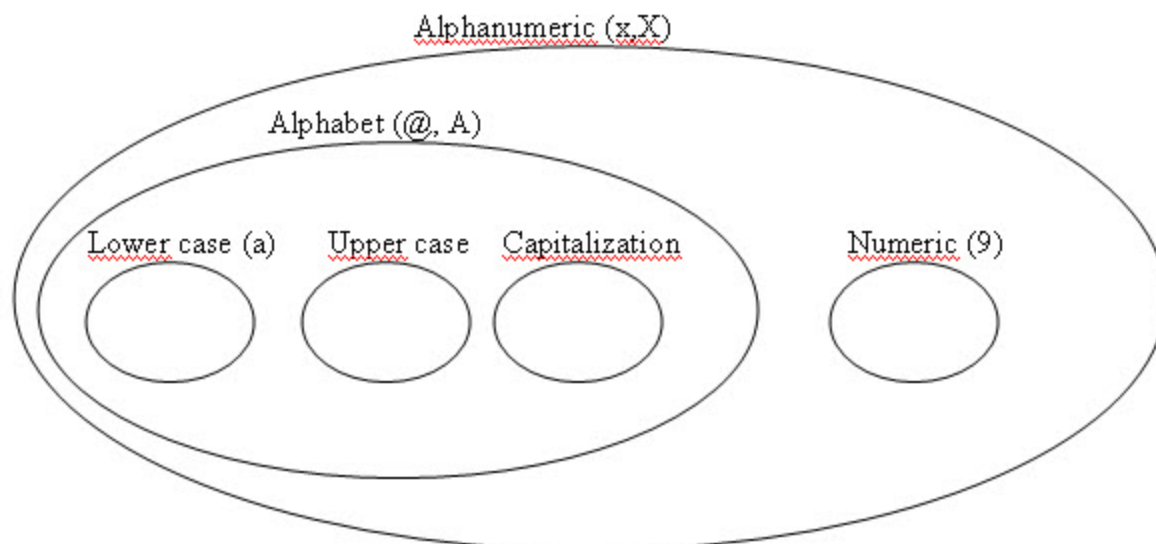 Alphanumeric (x,X)
Alphabet (@, A)
Lower case (a)
Upper case
Capitalization
Numeric (9)